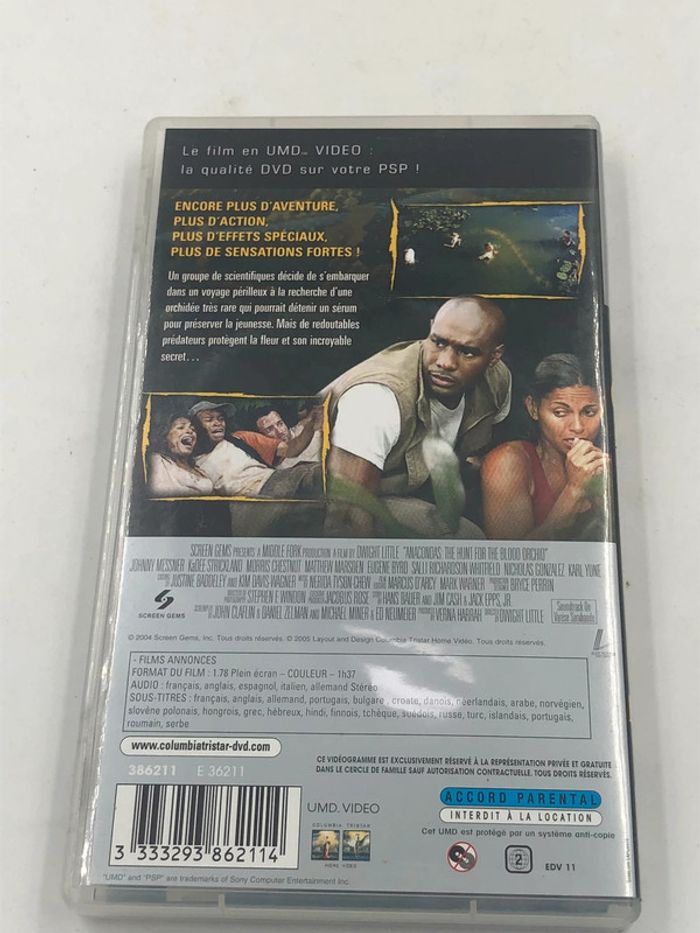 Le film en UMD™ VIDEO :
la qualité DVD sur votre PSP !
ENCORE PLUS D'AVENTURE,
PLUS D'ACTION,
PLUS D'EFFETS SPÉCIAUX,
PLUS DE SENSATIONS FORTES !
Un groupe de scientifiques décide de s'embarquer
dans un voyage périlleux à la recherche d'une
orchidée très rare qui pourrait détenir un sérum
pour préserver la jeunesse. Mais de redoutables
prédateurs protègent la fleur et son incroyable
secret...
SCREEN GEMS PRESENTS A MIDDLE FORK PRODUCTION A FILM BY DWIGHT LITTLE "ANACONDAS: THE HUNT FOR THE BLOOD ORCHID"
JOHNNY MESSNER KaDEE STRICKLAND MORRIS CHESTNUT MATTHEW MARSDEN EUGENE BYRD SALLI RICHARDSON WHITFIELD NICHOLAS GONZALEZ KARL YUNE
JUSTINE BADDELEY AND KIM DAVIS WAGNER NERIDA TYSON-CHEW MARCUS D'ARCY MARK WARNER BRYCE PERRIN
STEPHEN F. WINDON JACOBUS ROSE HANS BAUER AND JIM CASH & JACK EPPS, JR.
JOHN CLAFLIN & DANIEL ZELMAN AND MICHAEL MINER & ED NEUMEIER VERNA HARRAH DWIGHT LITTLE
SCREEN GEMS
Soundtrack On
Varèse Sarabande
© 2004 Screen Gems, Inc. Tous droits réservés. © 2005 Layout and Design Columbia Tristar Home Video. Tous droits réservés.
- FILMS ANNONCES
FORMAT DU FILM : 1.78 Plein écran – COULEUR – 1h37
AUDIO : français, anglais, espagnol, italien, allemand Stéréo
SOUS-TITRES : français, anglais, allemand, portugais, bulgare, croate, danois, néerlandais, arabe, norvégien,
slovène polonais, hongrois, grec, hébreux, hindi, finnois, tchèque, suédois, russe, turc, islandais, portugais,
roumain, serbe
www.columbiatristar-dvd.com
CE VIDÉOGRAMME EST EXCLUSIVEMENT RÉSERVÉ À LA REPRÉSENTATION PRIVÉE ET GRATUITE
DANS LE CERCLE DE FAMILLE SAUF AUTORISATION CONTRACTUELLE. TOUS DROITS RÉSERVÉS.
386211 E 36211
UMD. VIDEO
COLUMBIA TRISTAR
HOME VIDEO
ACCORD PARENTAL
INTERDIT À LA LOCATION
Cet UMD est protégé par un système anti-copie
2
EDV 11
3 333293 862114
"UMD" and "PSP" are trademarks of Sony Computer Entertainment Inc.